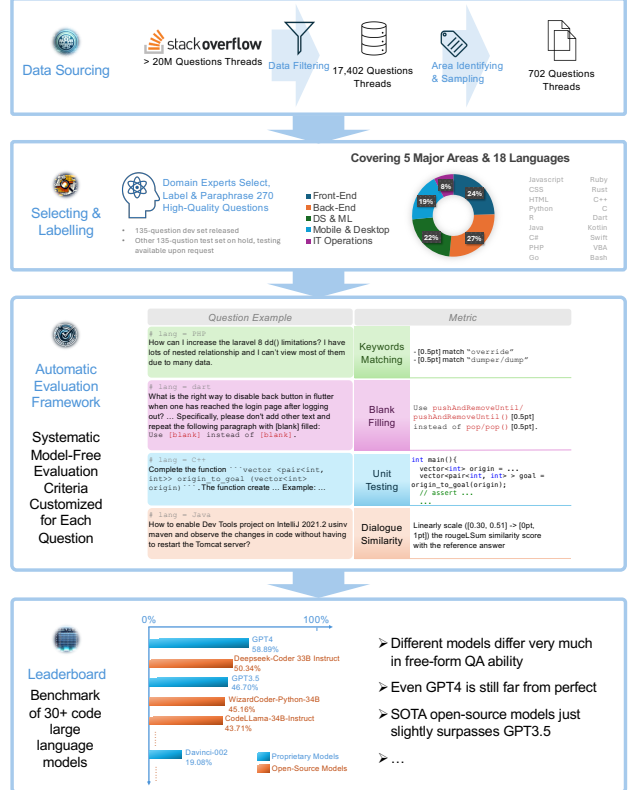 Data Sourcing
stackoverflow
> 20M Questions Threads
Data Filtering
17,402 Questions
Threads
Area Identifying
& Sampling
702 Questions
Threads
Selecting &
Labelling
Domain Experts Select,
Label & Paraphrase 270
High-Quality Questions
• 135-question dev set released
• Other 135-qustion test set on hold, testing
available upon request
Covering 5 Major Areas & 18 Languages
Front-End
Back-End
DS & ML
Mobile & Desktop
IT Operations
8%
24%
19%
22%
27%
Javascript Ruby
CSS Rust
HTML C++
Python C
R Dart
Java Kotlin
C# Swift
PHP VBA
Go Bash
Automatic
Evaluation
Framework
Systematic
Model-Free
Evaluation
Criteria
Customized
for Each
Question
Question Example
Metric
# lang = PHP
How can I increase the laravel 8 dd() limitations? I have
lots of nested relationship and I can't view most of them
due to many data.
Keywords
Matching
- [0.5pt] match "override"
- [0.5pt] match "dumper/dump"
# lang = dart
What is the right way to disable back button in flutter
when one has reached the login page after logging
out? … Specifically, please don't add other text and
repeat the following paragraph with [blank] filled:
Use [blank] instead of [blank].
Blank
Filling
Use pushAndRemoveUntil/
pushAndRemoveUntil() [0.5pt]
instead of pop/pop() [0.5pt].
# lang = C++
Complete the function ```vector <pair<int,
int>> origin_to_goal (vector<int>
origin)```. The function create … Example: …
Unit
Testing
int main(){
vector<int> origin = ...
vector<pair<int, int> > goal =
origin_to_goal(origin);
// assert ...
...
# lang = Java
How to enable Dev Tools project on IntelliJ 2021.2 usinv
maven and observe the changes in code without having
to restart the Tomcat server?
Dialogue
Similarity
Linearly scale ([0.30, 0.51] -> [0pt,
1pt]) the rougeLSum similarity score
with the reference answer
Leaderboard
Benchmark
of 30+ code
large
language
models
0% 100%
GPT4
58.89%
Deepseek-Coder 33B Instruct
50.34%
GPT3.5
46.70%
WizardCoder-Python-34B
45.16%
CodeLLama-34B-Instruct
43.71%
Davinci-002
19.08%
Proprietary Models
Open-Source Models
➢ Different models differ very much
in free-form QA ability
➢ Even GPT4 is still far from perfect
➢ SOTA open-source models just
slightly surpasses GPT3.5
➢ …